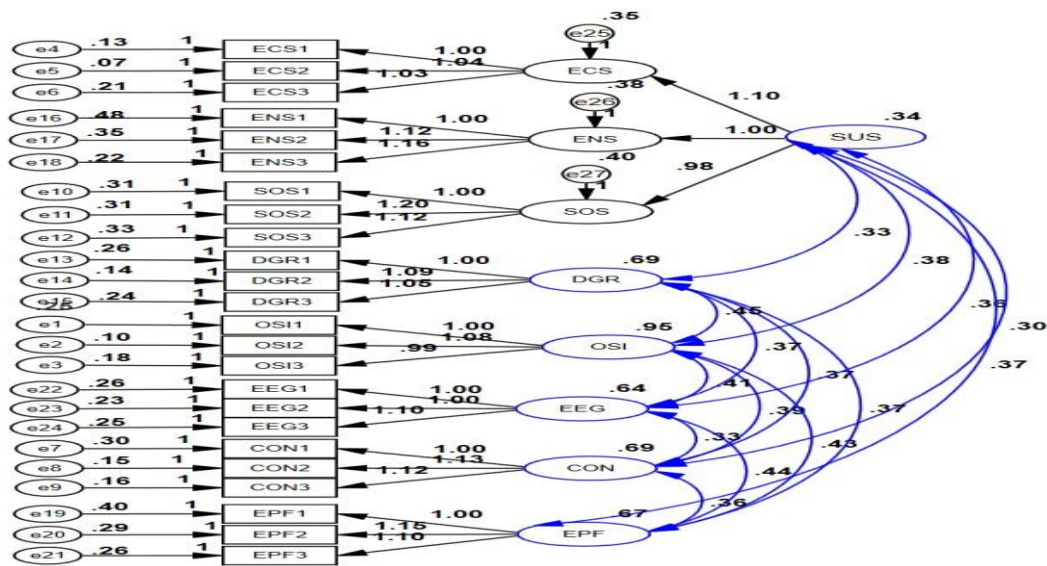 .35
e4 .13 1 ECS1 1.00 e25 1
e5 .07 1 ECS2 1.04 ECS
e6 .21 1 ECS3 1.03 .38
e26 1.10 .34
e16 .48 1 ENS1 1.00 1
e17 .35 1 ENS2 1.12 ENS 1.00 SUS
e18 .22 1 ENS3 1.16 .40
e27 .98
e10 .31 1 SOS1 1.00 1
e11 .31 1 SOS2 1.20 SOS
e12 .33 1 SOS3 1.12 .33
e13 .26 1 DGR1 1.00 .69 .38
e14 .14 1 DGR2 1.09 DGR
e15 .24 1 DGR3 1.05
.25 .45 .36
e1 1 OSI1 1.00 .95 .30
e2 .10 1 OSI2 1.08 OSI .37
e3 .18 1 OSI3 .99 .37
e22 .26 1 EEG1 1.00 .64 .41 .37
e23 .23 1 EEG2 1.00 EEG .39 .37
e24 .25 1 EEG3 1.10 .33 .43
e7 .30 1 CON1 1.00 .69
e8 .15 1 CON2 1.13 CON .44
e9 .16 1 CON3 1.12
e19 .40 1 EPF1 1.00 .67 .36
e20 .29 1 EPF2 1.15 EPF
e21 .26 1 EPF3 1.10